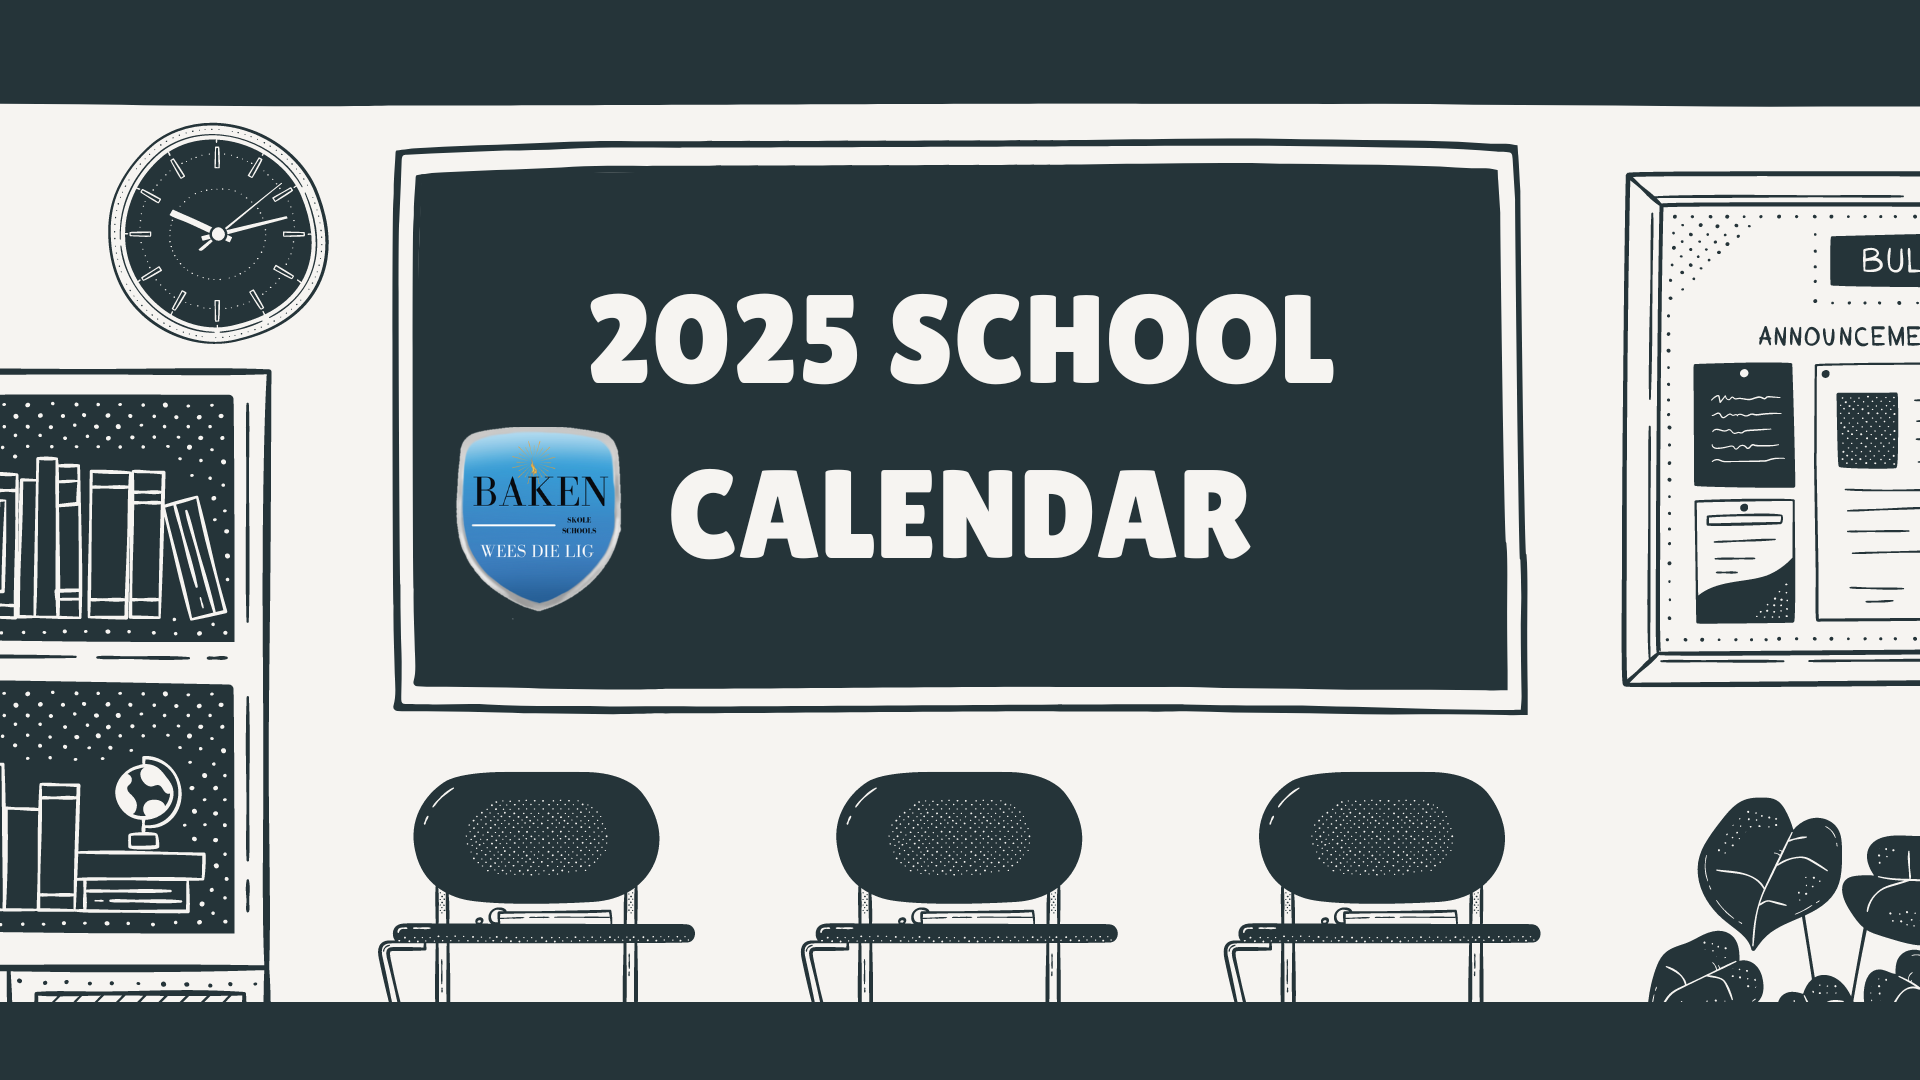 2025 SCHOOL
CALENDAR
BAKEN
SKOLE
SCHOOLS
WEES DIE LIG
BUL
ANNOUNCEME